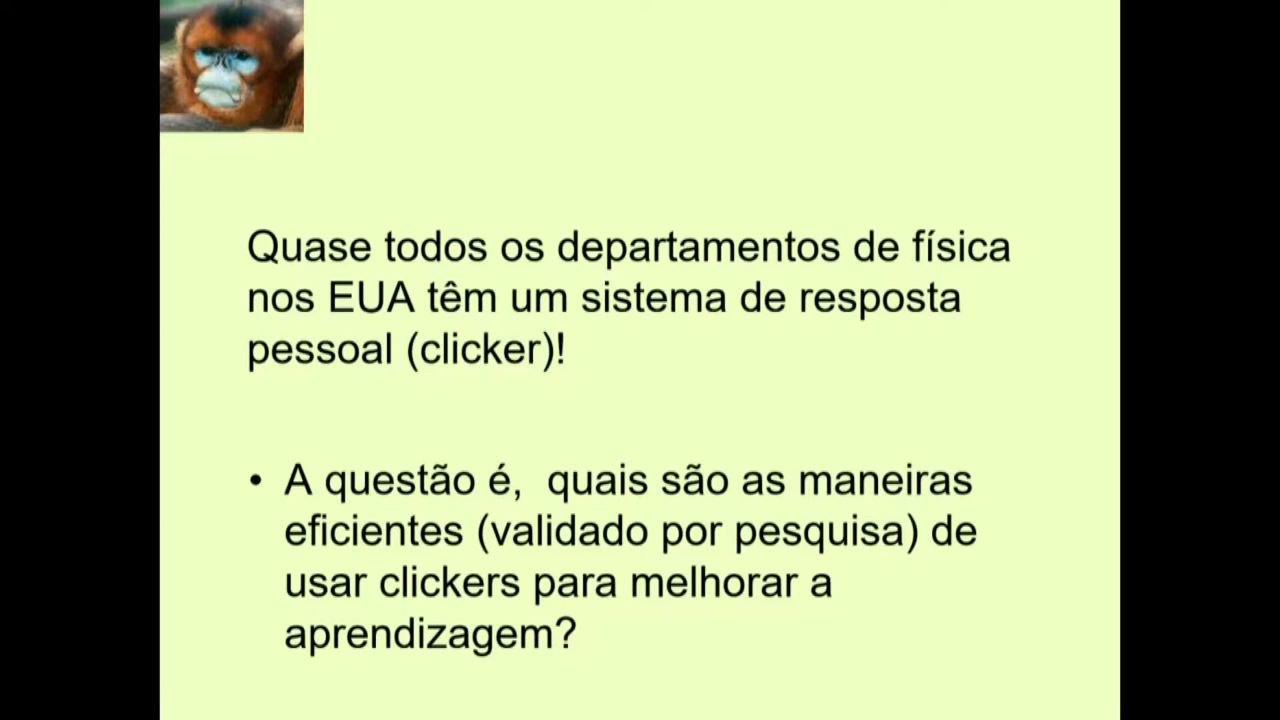 Quase todos os departamentos de física
nos EUA têm um sistema de resposta
pessoal (clicker)!
• A questão é, quais são as maneiras
eficientes (validado por pesquisa) de
usar clickers para melhorar a
aprendizagem?